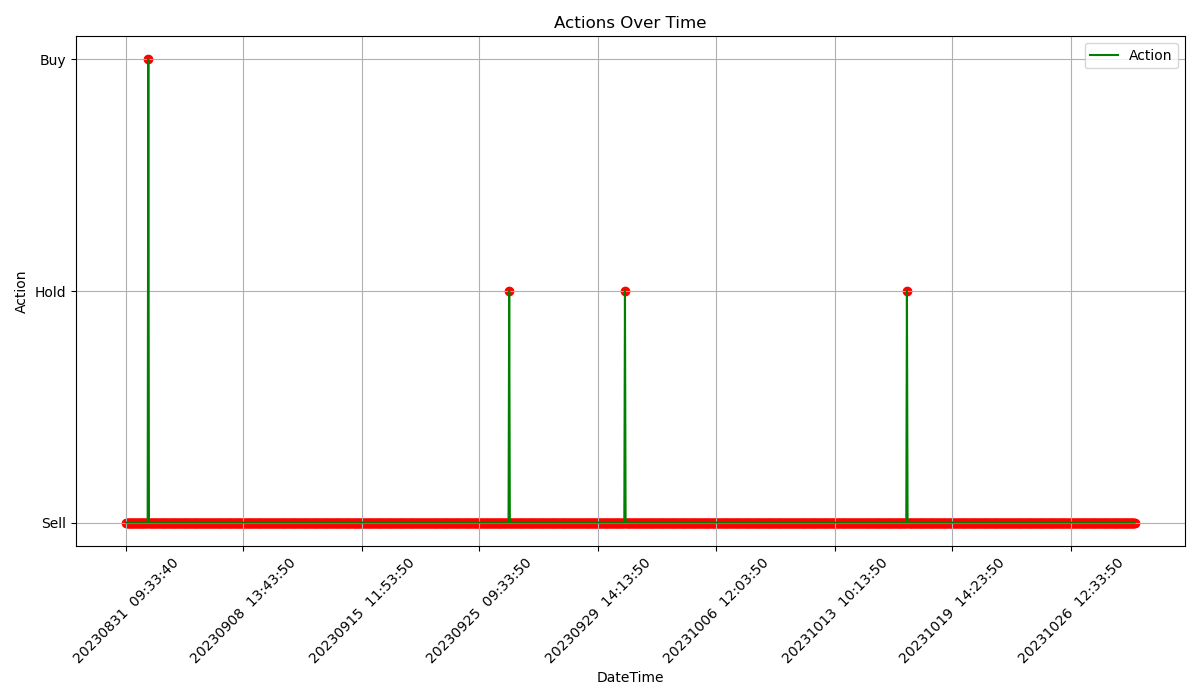 Actions Over Time
Action
Buy
Hold
Sell
Action
20230831 09:33:40
20230908 13:43:50
20230915 11:53:50
20230925 09:33:50
20230929 14:13:50
20231006 12:03:50
20231013 10:13:50
20231019 14:23:50
20231026 12:33:50
DateTime